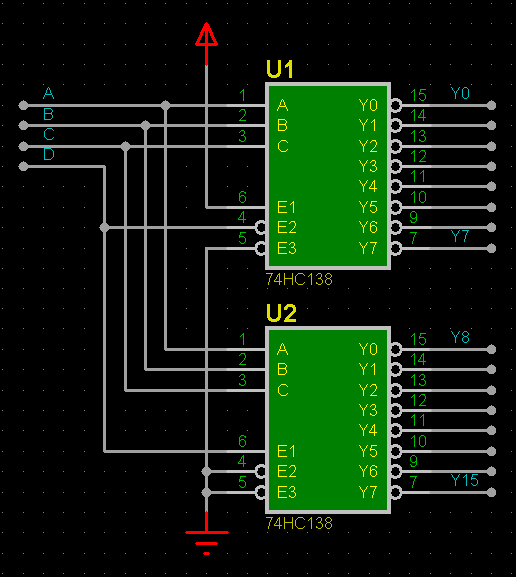 U1
A
B
C
D
1 A Y0 15 Y0
2 B Y1 14
3 C Y2 13
Y3 12
Y4 11
6 E1 Y5 10
4 E2 Y6 9
5 E3 Y7 7 Y7
74HC138
U2
1 A Y0 15 Y8
2 B Y1 14
3 C Y2 13
Y3 12
Y4 11
6 E1 Y5 10
4 E2 Y6 9
5 E3 Y7 7 Y15
74HC138